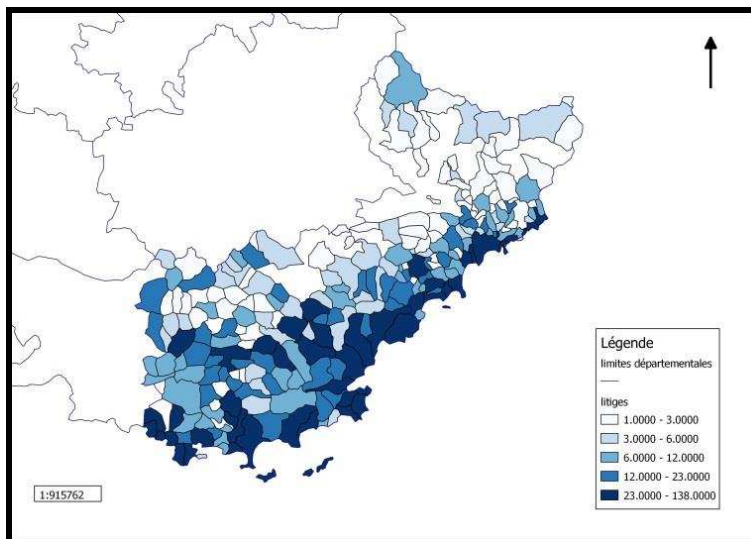 Légende
limites départementales
litiges
1.0000 - 3.0000
3.0000 - 6.0000
6.0000 - 12.0000
12.0000 - 23.0000
23.0000 - 138.0000
1:915762